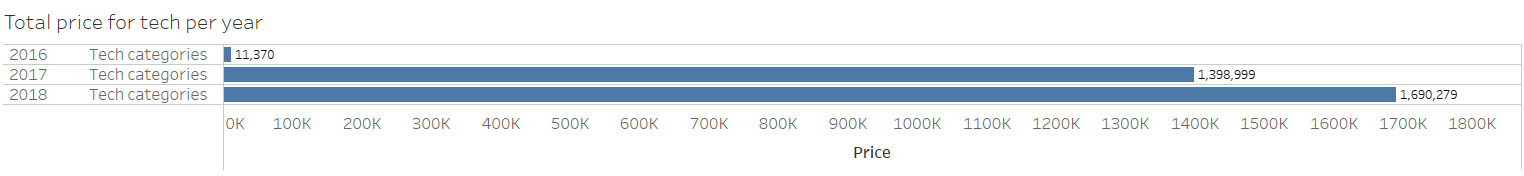 Total price for tech per year
2016 Tech categories 11,370
2017 Tech categories 1,398,999
2018 Tech categories 1,690,279
0K 100K 200K 300K 400K 500K 600K 700K 800K 900K 1000K 1100K 1200K 1300K 1400K 1500K 1600K 1700K 1800K
Price